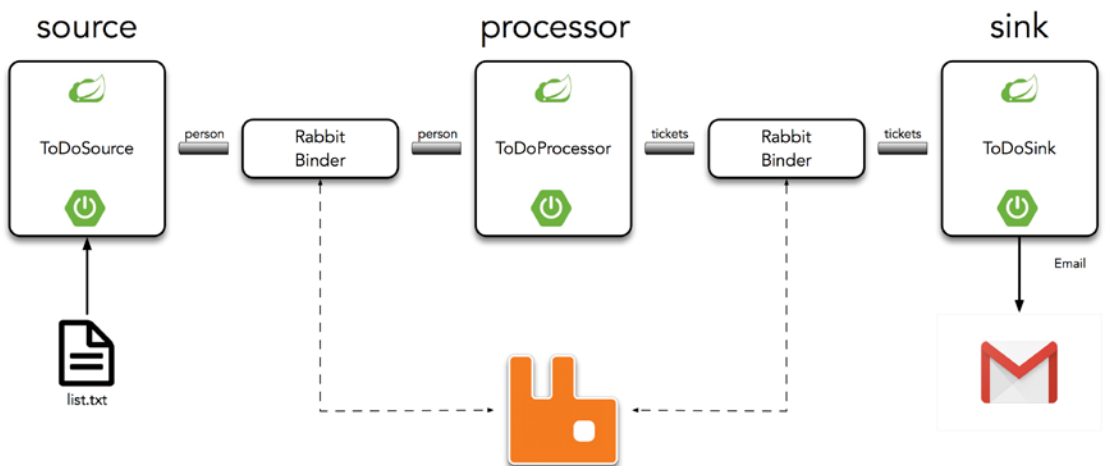 source
processor
sink
ToDoSource
person
Rabbit
Binder
person
ToDoProcessor
tickets
Rabbit
Binder
tickets
ToDoSink
Email
list.txt